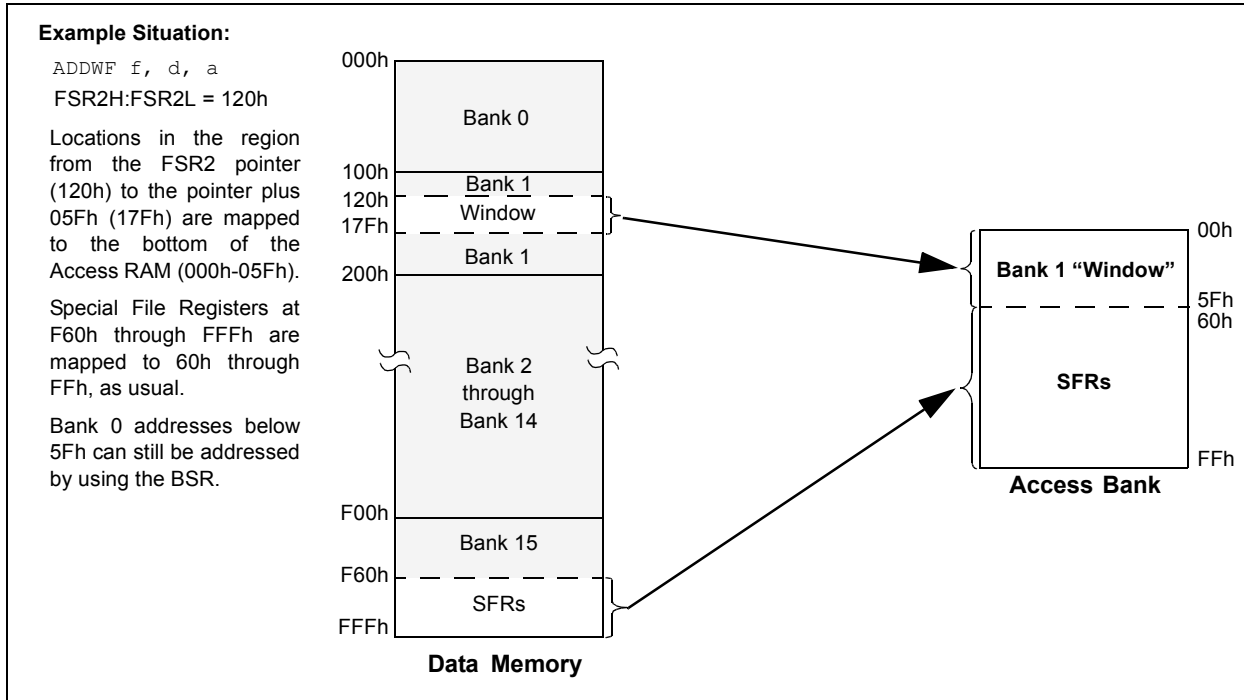 Example Situation:
ADDWF f, d, a
FSR2H:FSR2L = 120h
Locations in the region
from the FSR2 pointer
(120h) to the pointer plus
05Fh (17Fh) are mapped
to the bottom of the
Access RAM (000h-05Fh).
Special File Registers at
F60h through FFFh are
mapped to 60h through
FFh, as usual.
Bank 0 addresses below
5Fh can still be addressed
by using the BSR.
000h
Bank 0
100h
Bank 1
120h
Window
17Fh
Bank 1
200h
Bank 2
through
Bank 14
F00h
Bank 15
F60h
SFRs
FFFh
Data Memory
00h
Bank 1 “Window”
5Fh
60h
SFRs
FFh
Access Bank